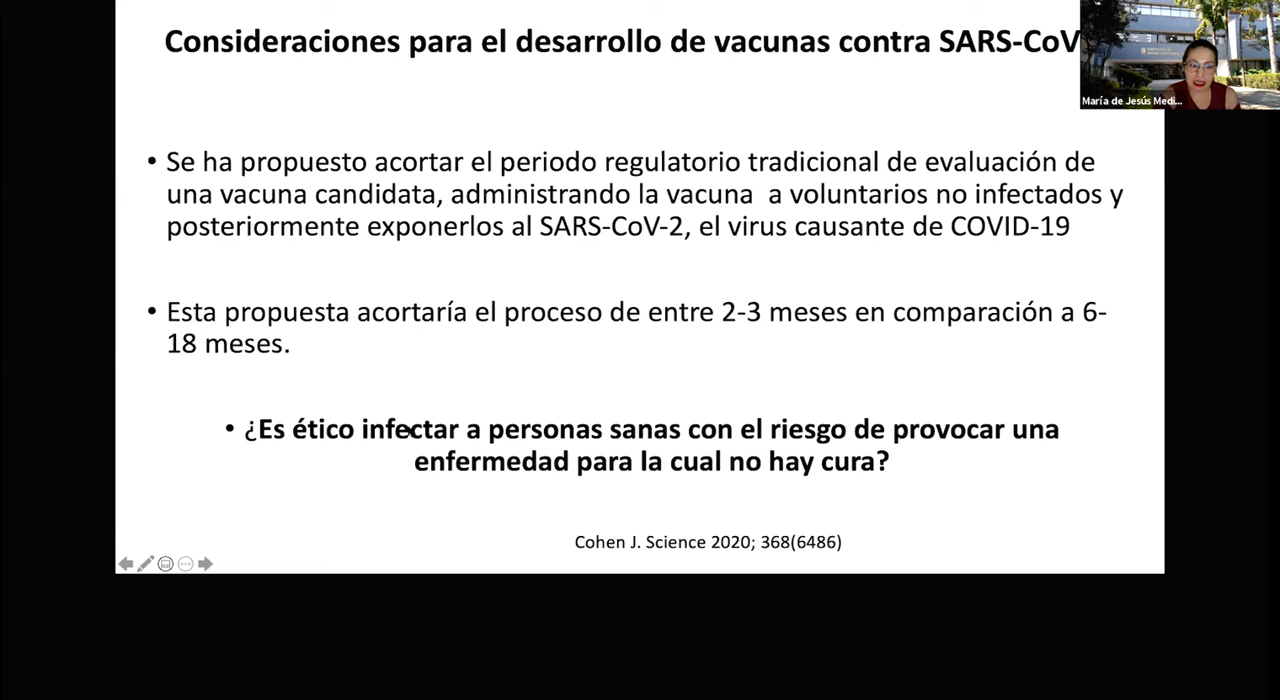 Consideraciones para el desarrollo de vacunas contra SARS-CoV
María de Jesús Medi...
• Se ha propuesto acortar el periodo regulatorio tradicional de evaluación de
una vacuna candidata, administrando la vacuna a voluntarios no infectados y
posteriormente exponerlos al SARS-CoV-2, el virus causante de COVID-19
• Esta propuesta acortaría el proceso de entre 2-3 meses en comparación a 6-
18 meses.
• ¿Es ético infectar a personas sanas con el riesgo de provocar una
enfermedad para la cual no hay cura?
Cohen J. Science 2020; 368(6486)